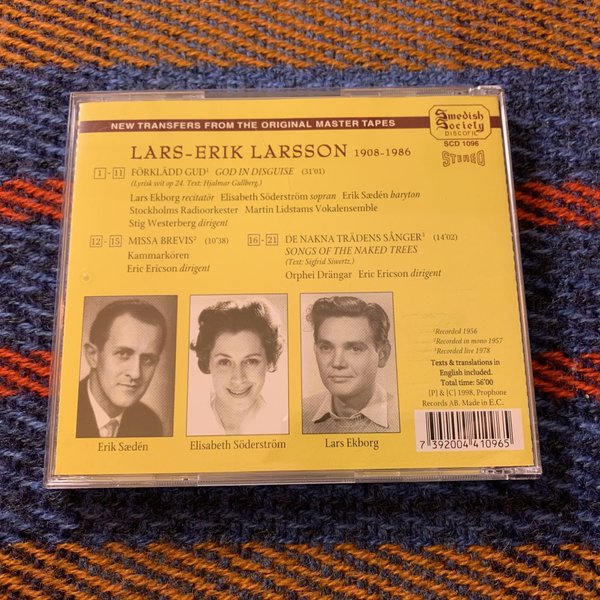 Swedish
Society
DISCOFIL
SCD 1096
STEREO
NEW TRANSFERS FROM THE ORIGINAL MASTER TAPES
LARS-ERIK LARSSON 1908-1986
1 - 11 FÖRKLÄDD GUD¹ GOD IN DISGUISE (31'01)
(Lyrisk svit op 24. Text: Hjalmar Gullberg.)
Lars Ekborg recitatör Elisabeth Söderström sopran Erik Sædén baryton
Stockholms Radioorkester Martin Lidstams Vokalensemble
Stig Westerberg dirigent
12 - 15 MISSA BREVIS² (10'38)
Kammarkören
Eric Ericson dirigent
16 - 21 DE NAKNA TRÄDENS SÅNGER³ (14'02)
SONGS OF THE NAKED TREES
(Text: Sigfrid Siwertz.)
Orphei Drängar Eric Ericson dirigent
¹Recorded 1956
²Recorded in mono 1957
³Recorded live 1978
Texts & translations in
English included.
Total time: 56'00
[P] & [C] 1998, Prophone
Records AB. Made in E.C.
Erik Sædén
Elisabeth Söderström
Lars Ekborg
7 392004 410965